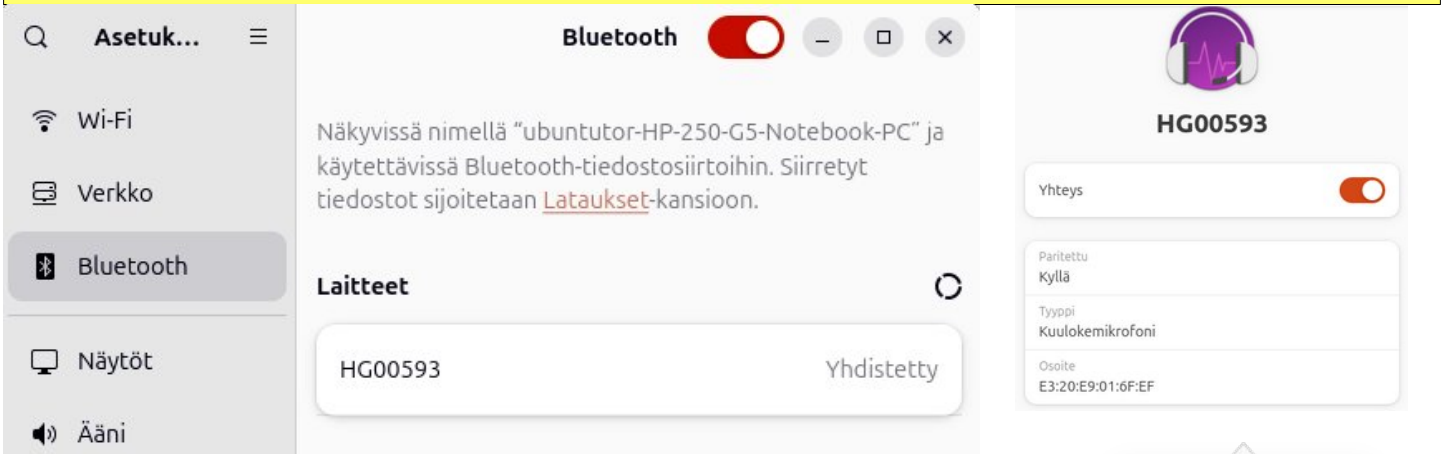 Asetuk...
Wi-Fi
Verkko
Bluetooth
Näytöt
Ääni
Bluetooth
Näkyvissä nimellä “ubuntutor-HP-250-G5-Notebook-PC” ja
käytettävissä Bluetooth-tiedostosiirtoihin. Siirretyt
tiedostot sijoitetaan Lataukset-kansioon.
Laitteet
HG00593 Yhdistetty
HG00593
Yhteys
Paritettu
Kyllä
Tyyppi
Kuulokemikrofoni
Osoite
E3:20:E9:01:6F:EF